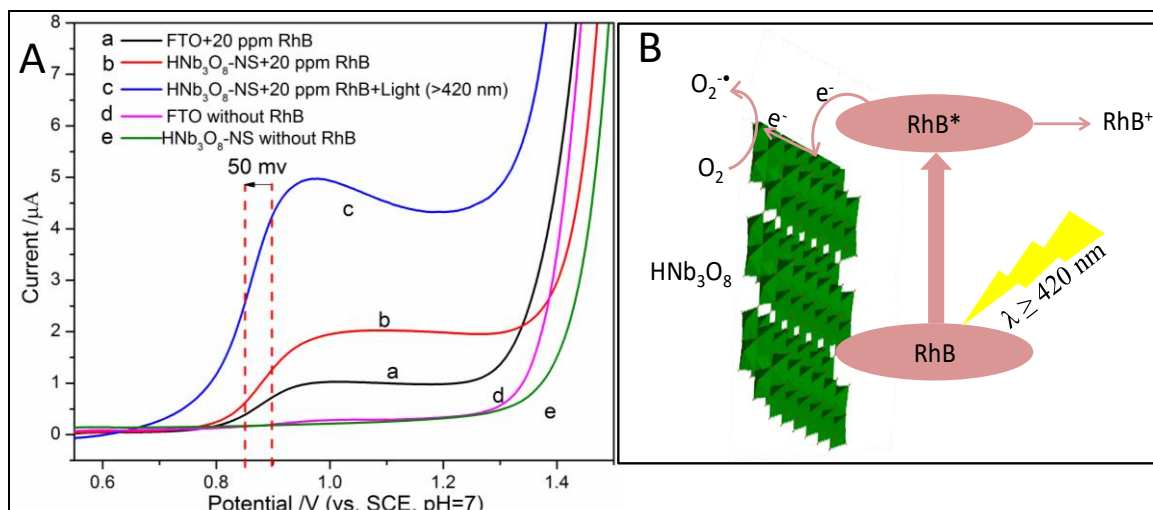 A
a FTO+20 ppm RhB
b HNb₃O₈-NS+20 ppm RhB
c HNb₃O₈-NS+20 ppm RhB+Light (>420 nm)
d FTO without RhB
e HNb₃O₈-NS without RhB
50 mv
c
b
a
d
e
8
7
6
5
4
3
2
1
0
Current /μA
0.6 0.8 1.0 1.2 1.4
Potential /V (vs. SCE, pH=7)
B
O₂⁻•
e⁻
e⁻
O₂
RhB*
RhB⁺
HNb₃O₈
λ ≥ 420 nm
RhB